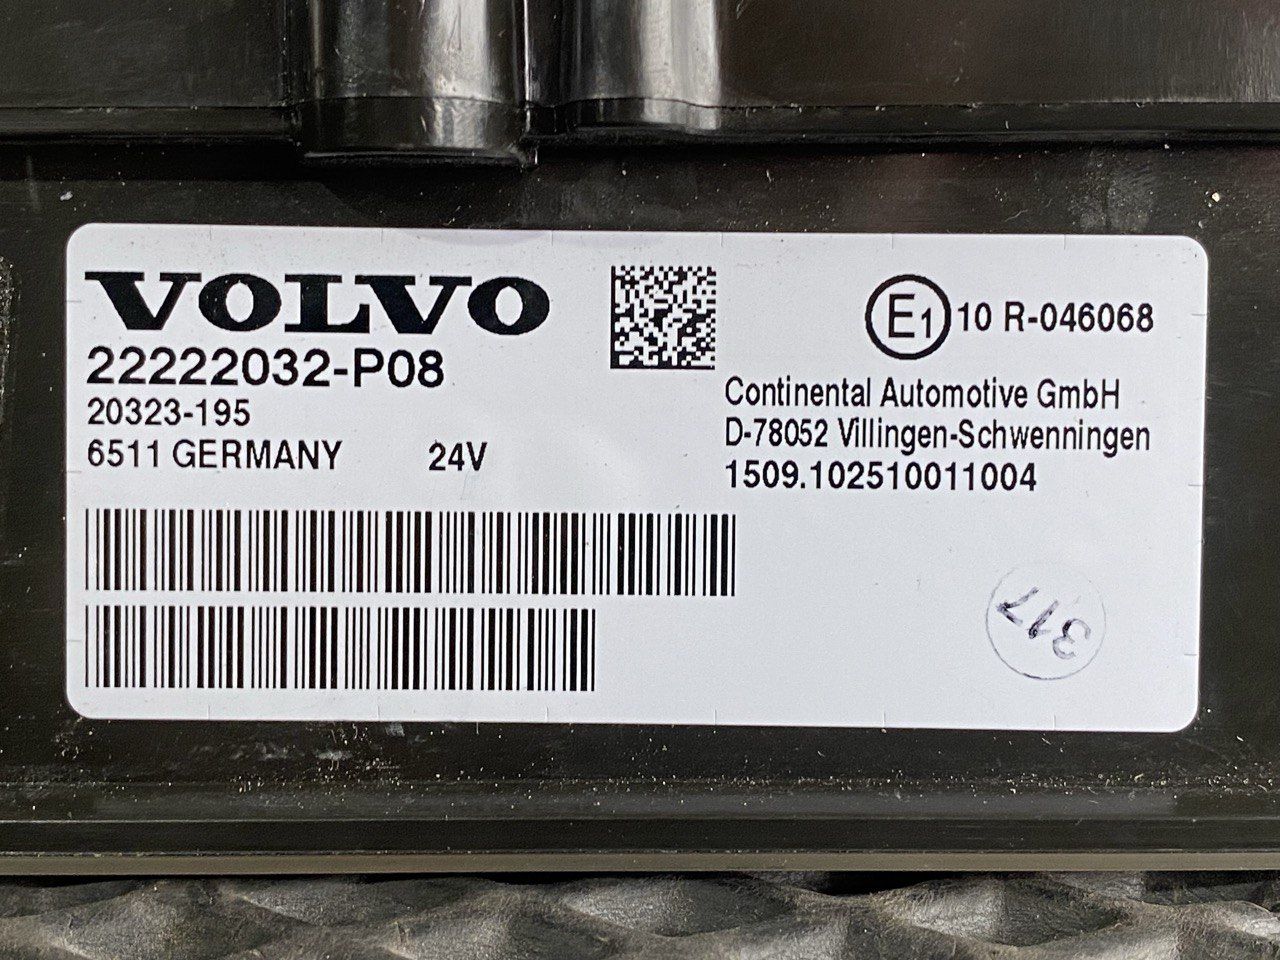 VOLVO
22222032-P08
20323-195
6511 GERMANY 24V
E1 10 R-046068
Continental Automotive GmbH
D-78052 Villingen-Schwenningen
1509.102510011004
317